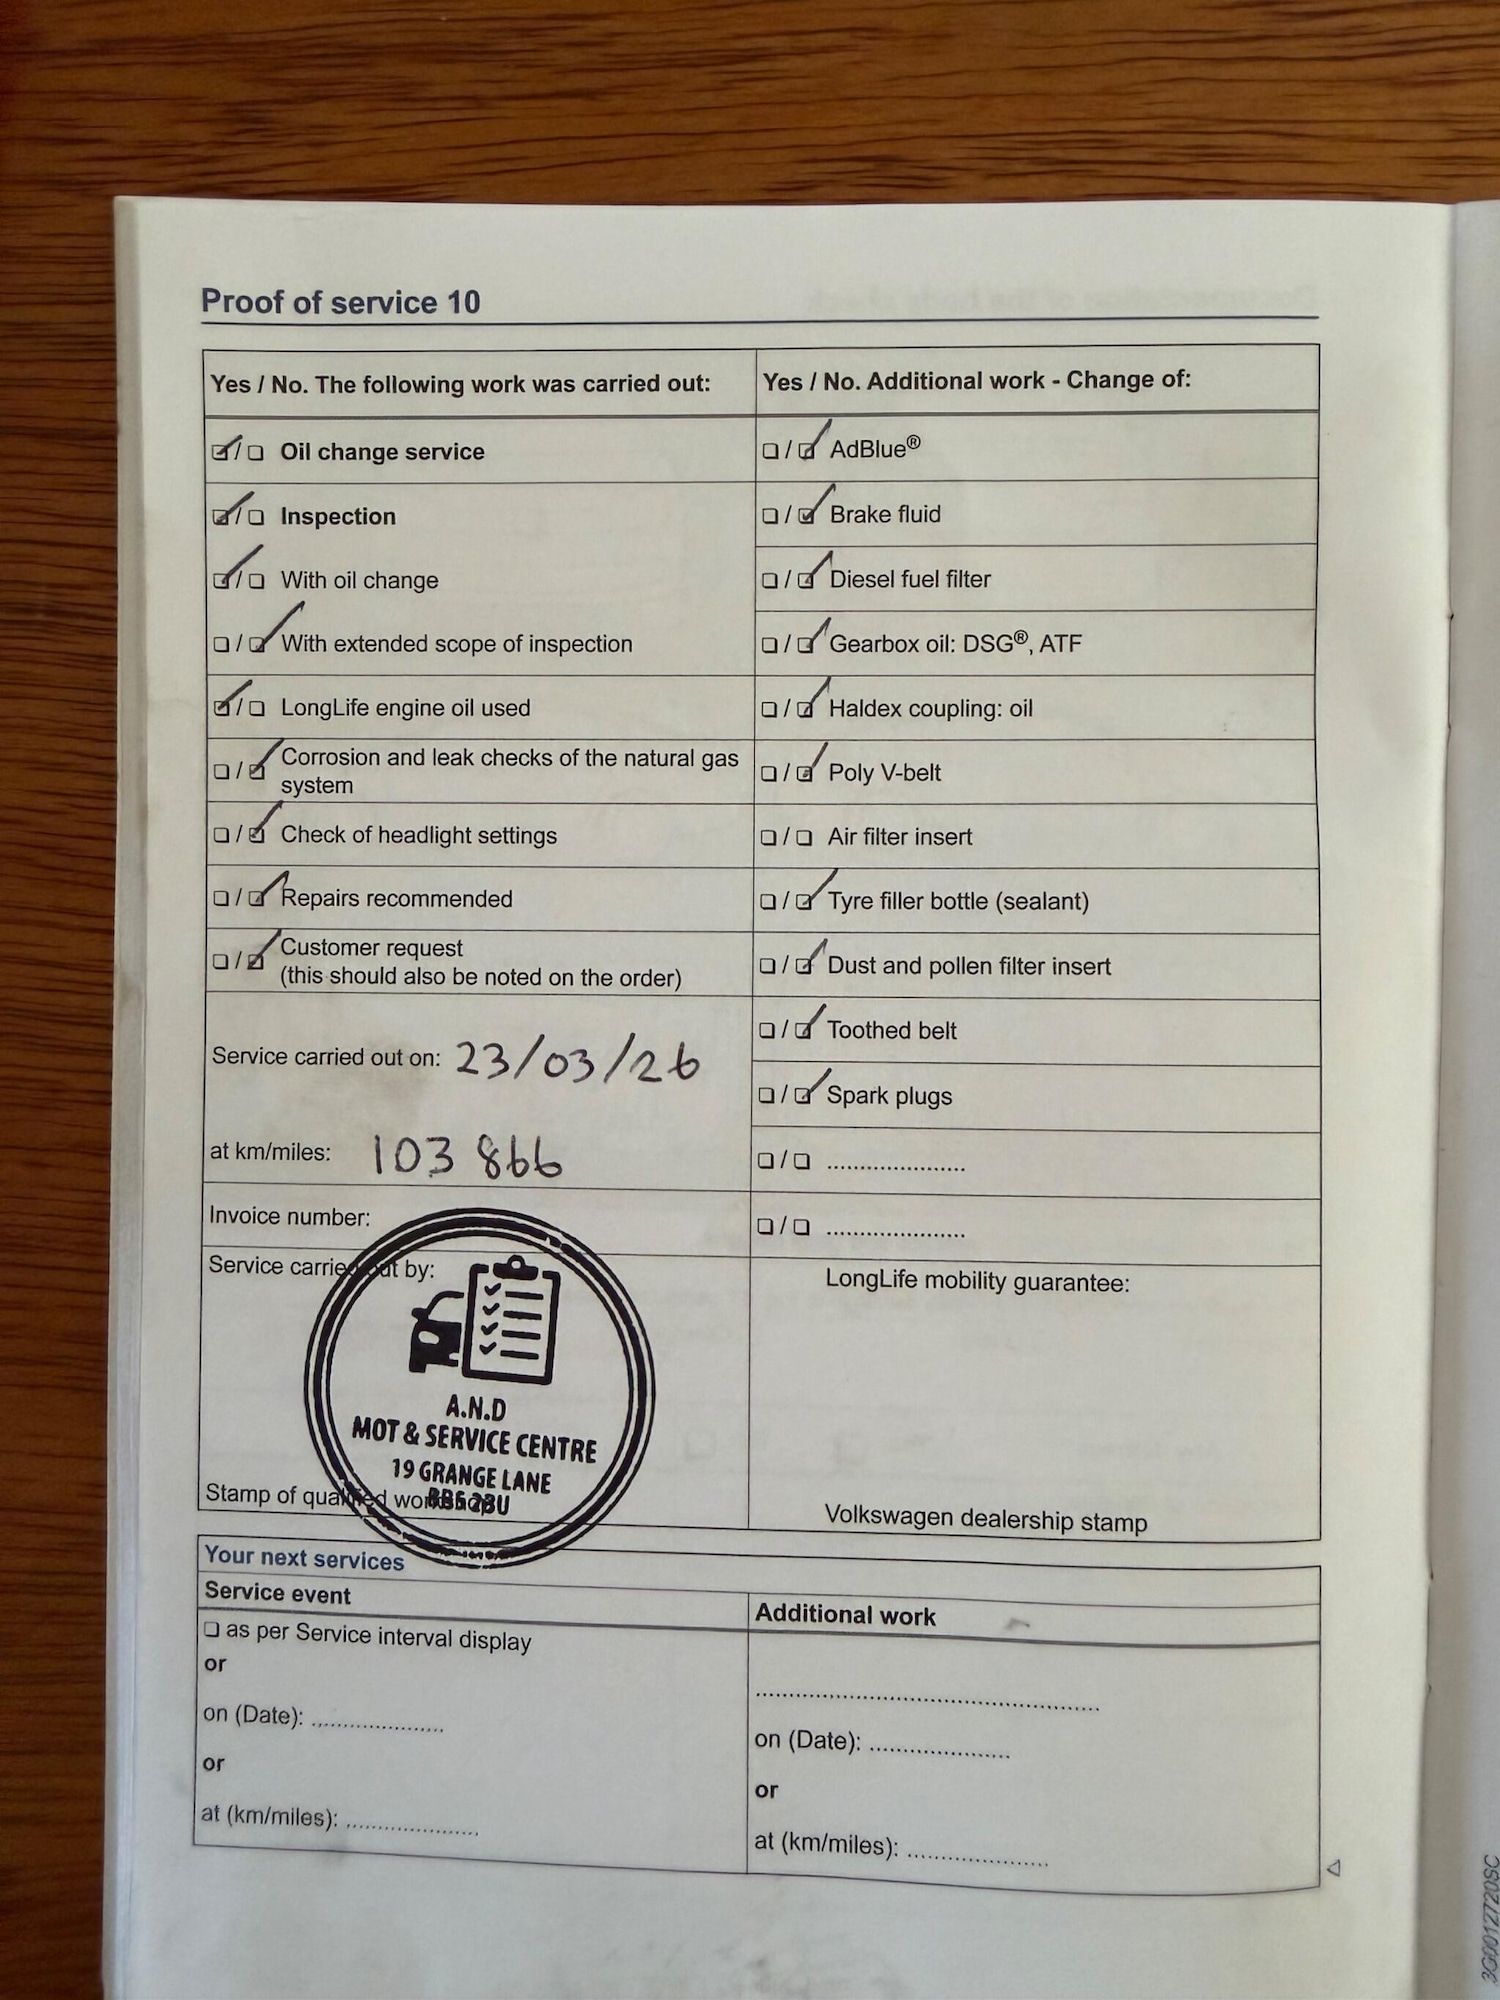 Proof of service 10
Yes / No. The following work was carried out:
☑/❑ Oil change service
☑/❑ Inspection
☑/❑ With oil change
❑/☑ With extended scope of inspection
☑/❑ LongLife engine oil used
❑/☑ Corrosion and leak checks of the natural gas
system
❑/☑ Check of headlight settings
❑/☑ Repairs recommended
❑/☑ Customer request
(this should also be noted on the order)
Service carried out on: 23/03/26
at km/miles: 103 866
Invoice number:
Service carried out by:
A.N.D
MOT & SERVICE CENTRE
19 GRANGE LANE
BB5 2BU
Stamp of qualified workshop
Yes / No. Additional work - Change of:
❑/☑ AdBlue®
❑/☑ Brake fluid
❑/☑ Diesel fuel filter
❑/☑ Gearbox oil: DSG®, ATF
❑/☑ Haldex coupling: oil
❑/☑ Poly V-belt
❑/❑ Air filter insert
❑/☑ Tyre filler bottle (sealant)
❑/☑ Dust and pollen filter insert
❑/☑ Toothed belt
❑/☑ Spark plugs
❑/❑ .....................
❑/❑ .....................
LongLife mobility guarantee:
Volkswagen dealership stamp
Your next services
Service event
❑ as per Service interval display
or
on (Date): ....................
or
at (km/miles): ....................
Additional work
....................................................
on (Date): .....................
or
at (km/miles): .....................
3G0012720SC